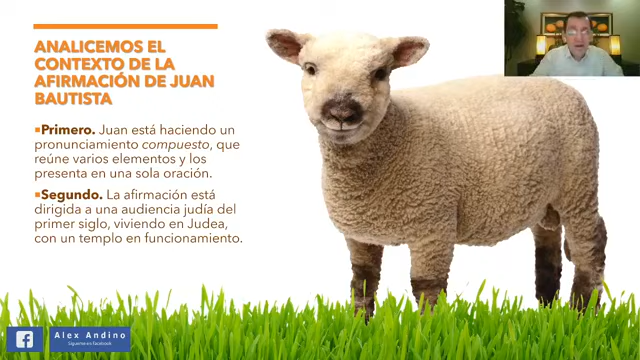 ANALICEMOS EL
CONTEXTO DE LA
AFIRMACIÓN DE JUAN
BAUTISTA
Primero. Juan está haciendo un
pronunciamiento compuesto, que
reúne varios elementos y los
presenta en una sola oración.
Segundo. La afirmación está
dirigida a una audiencia judía del
primer siglo, viviendo en Judea,
con un templo en funcionamiento.
f
Alex Andino
Sígueme en Facebook